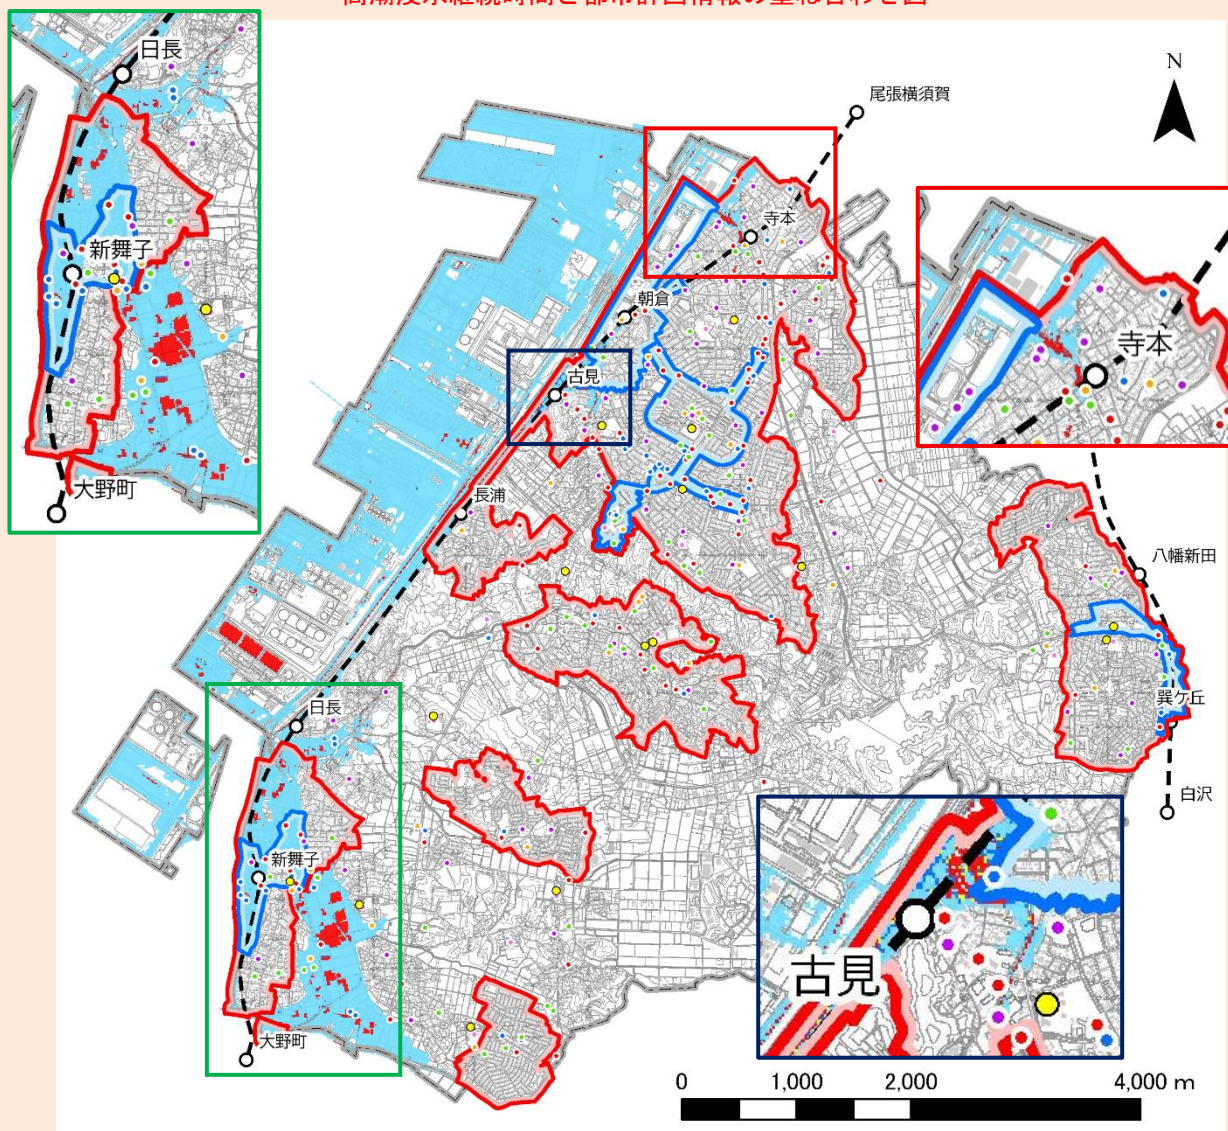 高潮浸水継続時間と都市計画情報の重ね合わせ図
日長
新舞子
大野町
尾張横須賀
N
寺本
寺本
朝倉
古見
長浦
八幡新田
巽ケ丘
白沢
日長
新舞子
大野町
古見
0 1,000 2,000 4,000 m